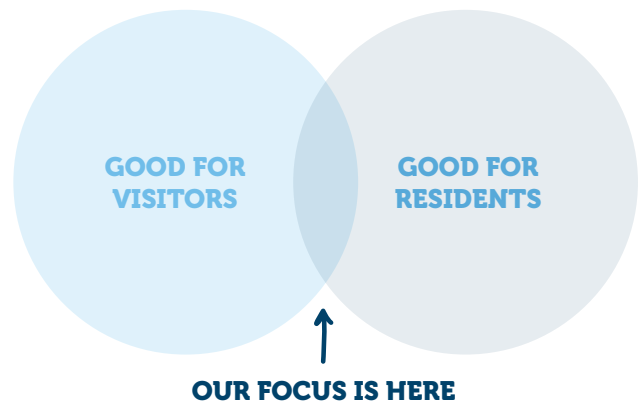 GOOD FOR
VISITORS
GOOD FOR
RESIDENTS
OUR FOCUS IS HERE